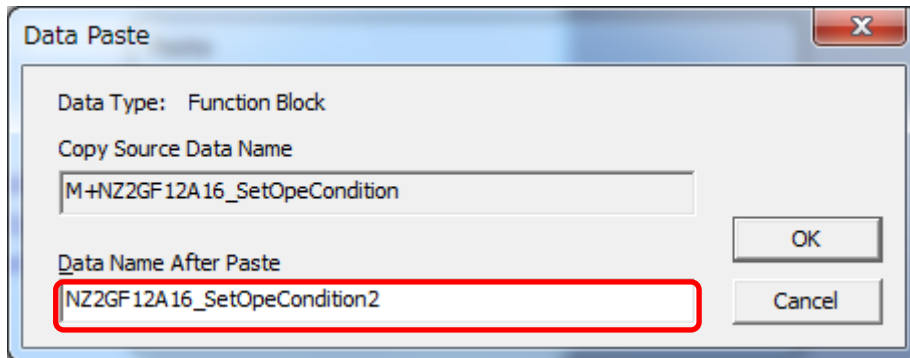 Data Paste
Data Type: Function Block
Copy Source Data Name
M+NZ2GF12A16_SetOpeCondition
OK
Data Name After Paste
NZ2GF12A16_SetOpeCondition2
Cancel